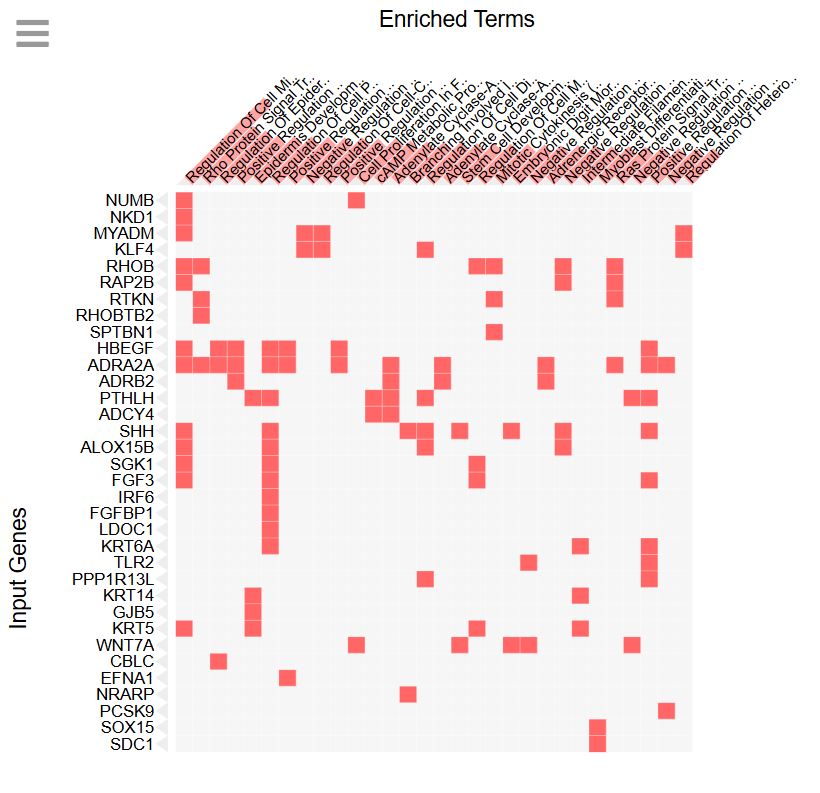 Enriched Terms
Regulation Of Cell Mi..
Rho Protein Signal Tr..
Regulation Of Epider..
Positive Regulation ..
Epidermis Developm..
Regulation Of Cell P..
Positive Regulation ..
Negative Regulation ..
Regulation Of Cell-C..
Positive Regulation ..
Cell Proliferation In F..
cAMP Metabolic Pro..
Adenylate Cyclase-A..
Branching Involved I..
Regulation Of Cell Di..
Adenylate Cyclase-A..
Stem Cell Developm..
Regulation Of Cell M..
Mitotic Cytokinesis (..
Embryonic Digit Mor..
Negative Regulation ..
Adrenergic Receptor..
Negative Regulation ..
Intermediate Filamen..
Myoblast Differentiati..
Ras Protein Signal Tr..
Negative Regulation ..
Positive Regulation ..
Negative Regulation ..
Regulation Of Hetero..
NUMB
NKD1
MYADM
KLF4
RHOB
RAP2B
RTKN
RHOBTB2
SPTBN1
HBEGF
ADRA2A
ADRB2
PTHLH
ADCY4
SHH
ALOX15B
SGK1
FGF3
IRF6
FGFBP1
LDOC1
KRT6A
TLR2
PPP1R13L
KRT14
GJB5
KRT5
WNT7A
CBLC
EFNA1
NRARP
PCSK9
SOX15
SDC1
Input Genes